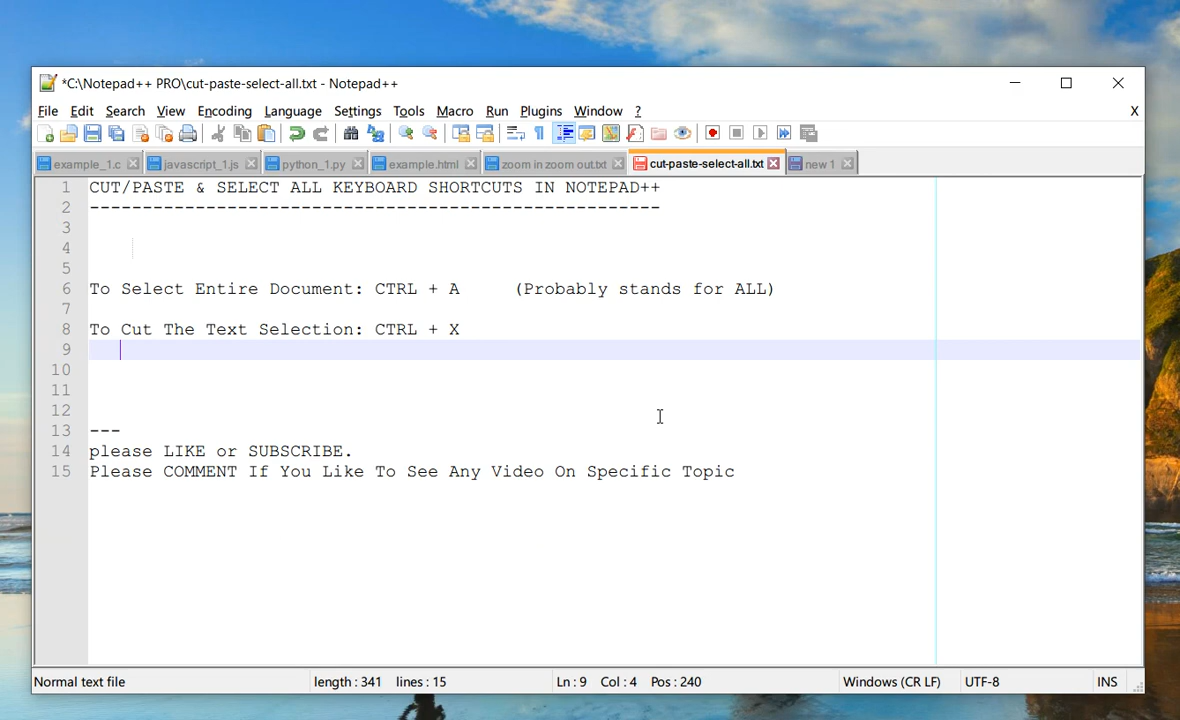 *C:\Notepad++ PRO\cut-paste-select-all.txt - Notepad++
File Edit Search View Encoding Language Settings Tools Macro Run Plugins Window ? X
example_1.c javascript_1.js python_1.py example.html zoom in zoom out.txt cut-paste-select-all.txt new 1
1 CUT/PASTE & SELECT ALL KEYBOARD SHORTCUTS IN NOTEPAD++
2 ------------------------------------------------------
3
4
5
6 To Select Entire Document: CTRL + A (Probably stands for ALL)
7
8 To Cut The Text Selection: CTRL + X
9
10
11
12
13 ---
14 please LIKE or SUBSCRIBE.
15 Please COMMENT If You Like To See Any Video On Specific Topic
Normal text file length : 341 lines : 15 Ln : 9 Col : 4 Pos : 240 Windows (CR LF) UTF-8 INS